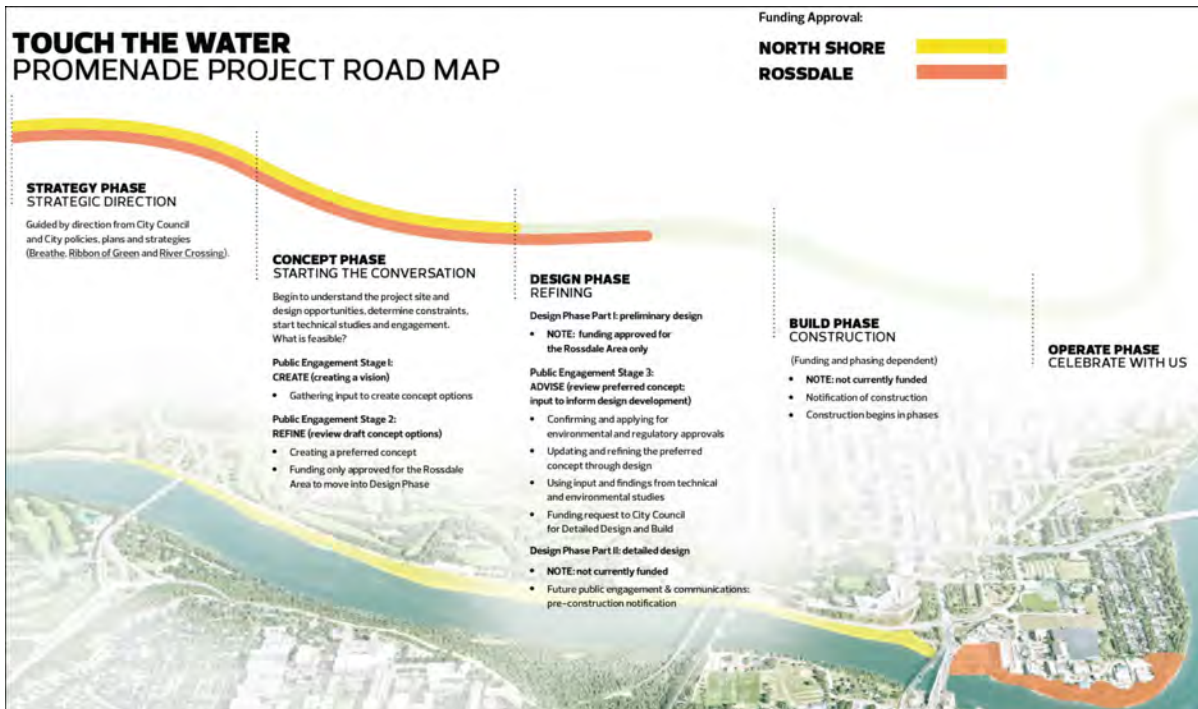 TOUCH THE WATER
PROMENADE PROJECT ROAD MAP
Funding Approval:
NORTH SHORE
ROSSDALE
STRATEGY PHASE
STRATEGIC DIRECTION
Guided by direction from City Council
and City policies, plans and strategies
(Breathe, Ribbon of Green and River Crossing).
CONCEPT PHASE
STARTING THE CONVERSATION
Begin to understand the project site and
design opportunities, determine constraints,
start technical studies and engagement.
What is feasible?
Public Engagement Stage I:
CREATE (creating a vision)
• Gathering input to create concept options
Public Engagement Stage 2:
REFINE (review draft concept options)
• Creating a preferred concept
• Funding only approved for the Rossdale
Area to move into Design Phase
DESIGN PHASE
REFINING
Design Phase Part I: preliminary design
• NOTE: funding approved for
the Rossdale Area only
Public Engagement Stage 3:
ADVISE (review preferred concept;
input to inform design development)
• Confirming and applying for
environmental and regulatory approvals
• Updating and refining the preferred
concept through design
• Using input and findings from technical
and environmental studies
• Funding request to City Council
for Detailed Design and Build
Design Phase Part II: detailed design
• NOTE: not currently funded
• Future public engagement & communications:
pre-construction notification
BUILD PHASE
CONSTRUCTION
(Funding and phasing dependent)
• NOTE: not currently funded
• Notification of construction
• Construction begins in phases
OPERATE PHASE
CELEBRATE WITH US